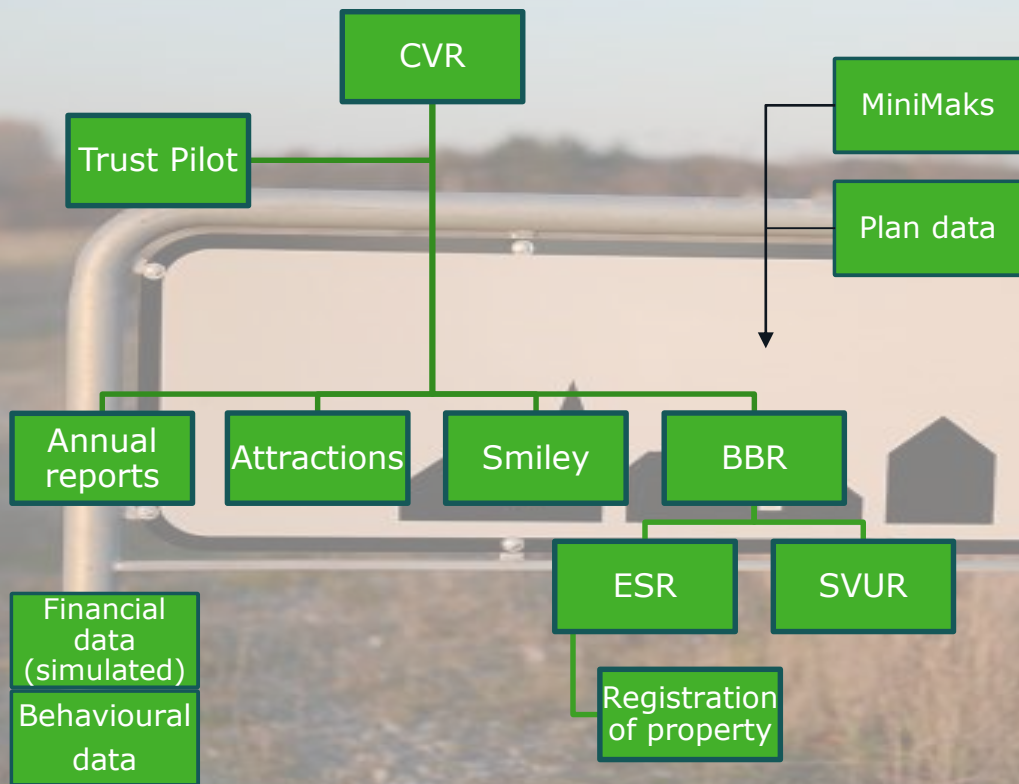 CVR
MiniMaks
Trust Pilot
Plan data
Annual
reports
Attractions
Smiley
BBR
ESR
SVUR
Financial
data
(simulated)
Behavioural
data
Registration
of property